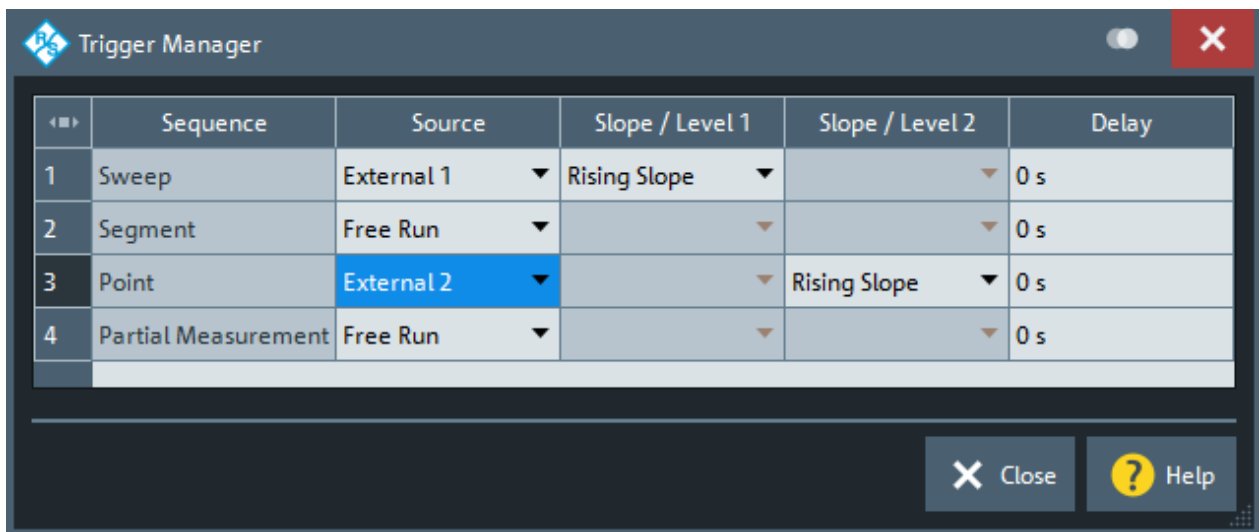 R/S Trigger Manager
Sequence Source Slope / Level 1 Slope / Level 2 Delay
1 Sweep External 1 Rising Slope 0 s
2 Segment Free Run 0 s
3 Point External 2 Rising Slope 0 s
4 Partial Measurement Free Run 0 s
Close ? Help